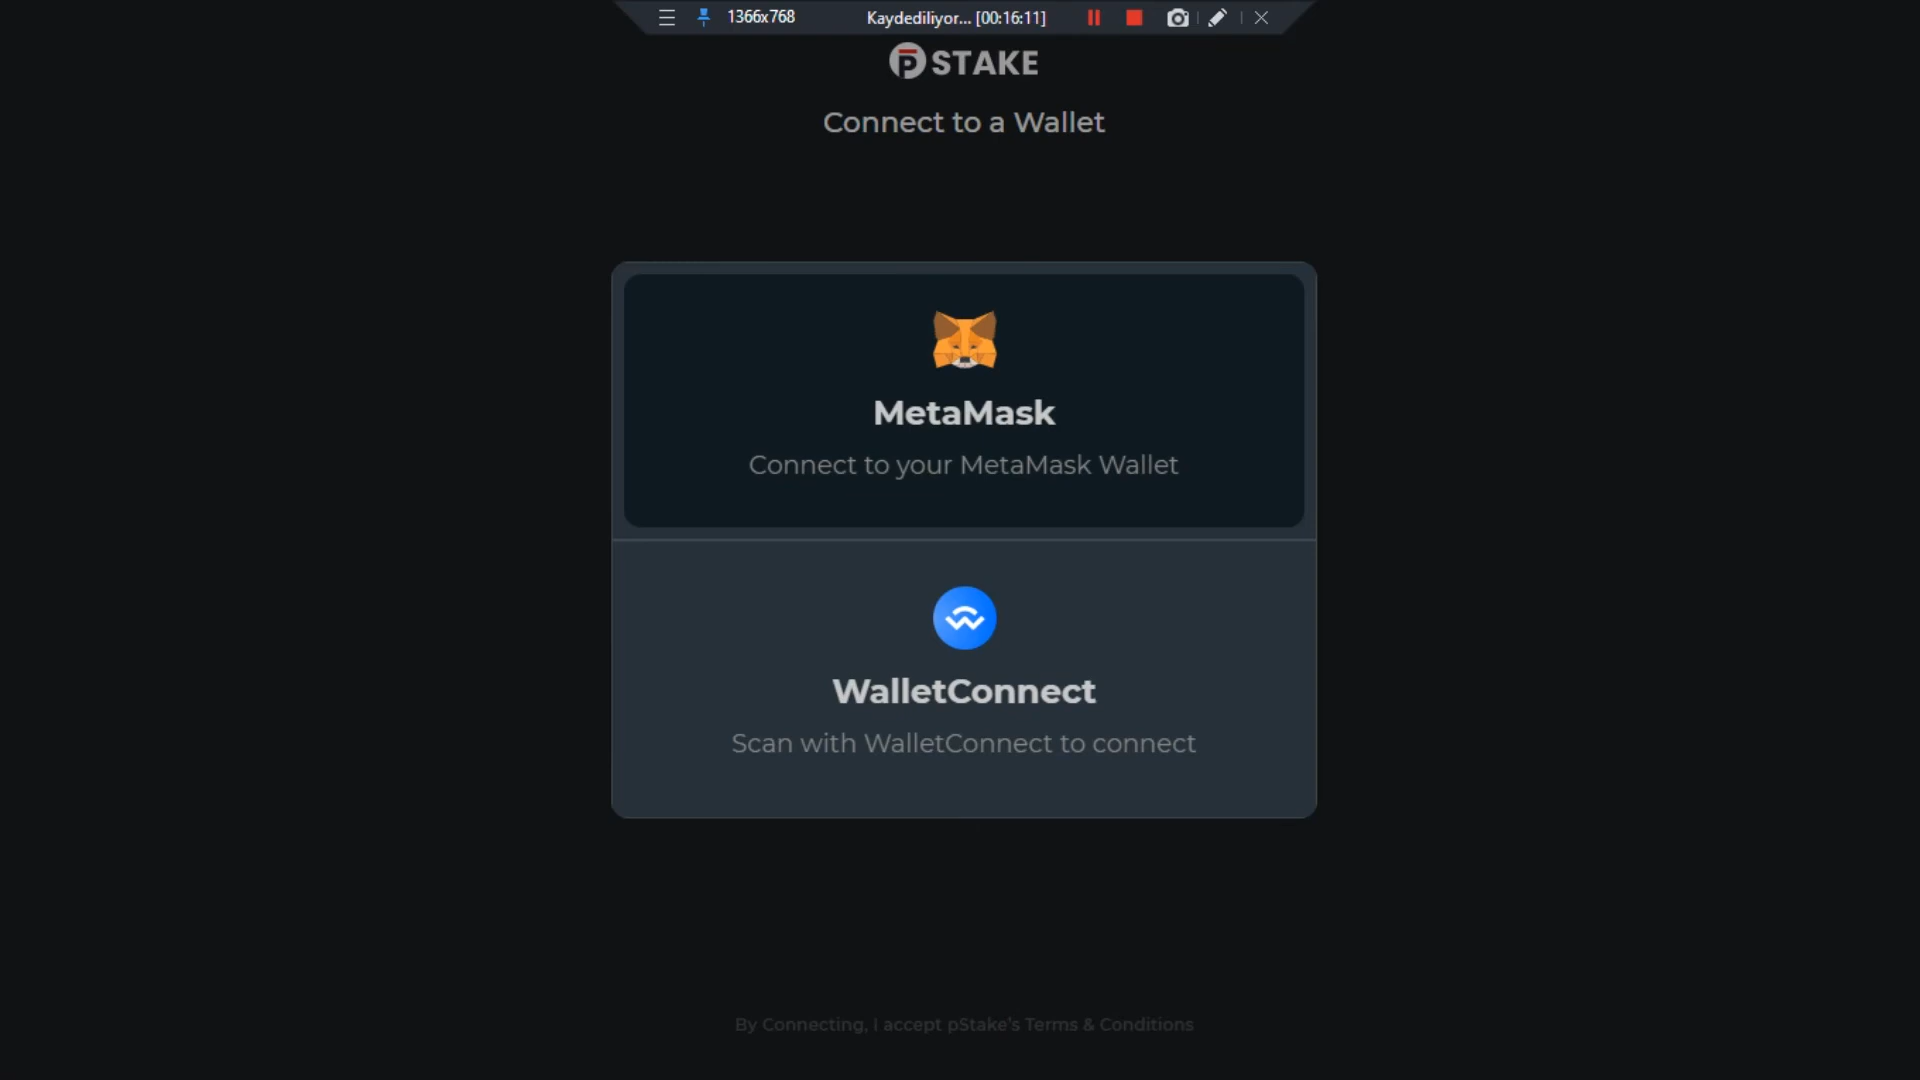 1366x768 Kaydediliyor... [00:16:11]
pSTAKE
Connect to a Wallet
MetaMask
Connect to your MetaMask Wallet
WalletConnect
Scan with WalletConnect to connect
By Connecting, I accept pStake's Terms & Conditions